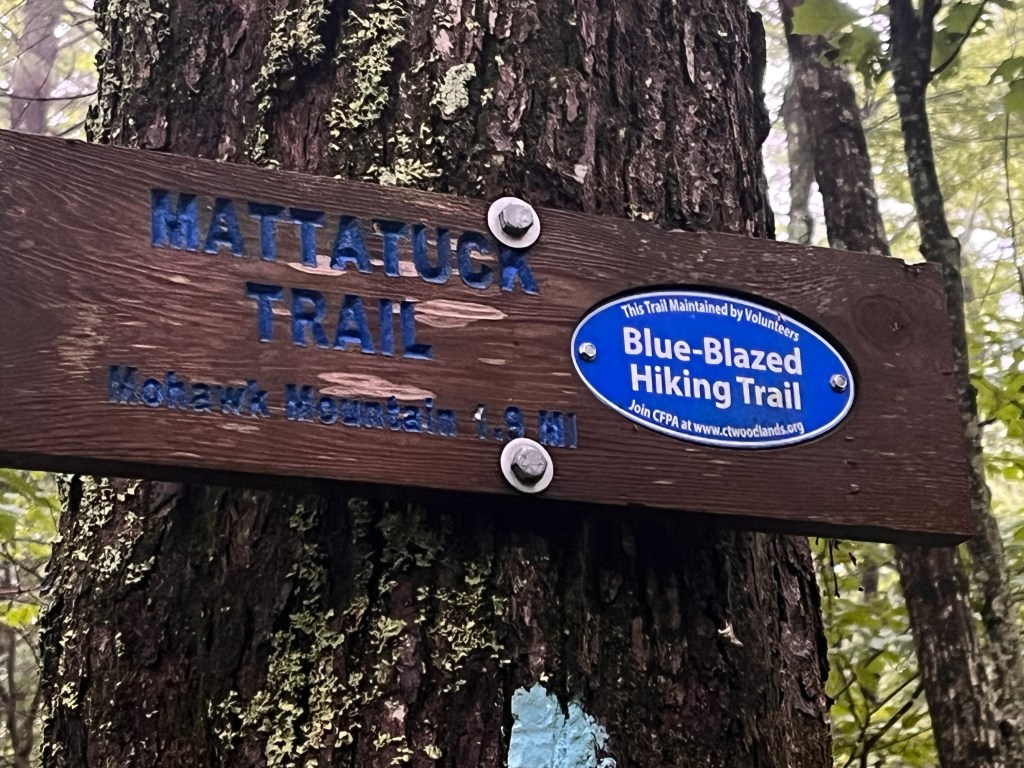 MATTATUCK
TRAIL
Mohawk Mountain 1.9 MI
This Trail Maintained by Volunteers
Blue-Blazed
Hiking Trail
Join CFPA at www.ctwoodlands.org